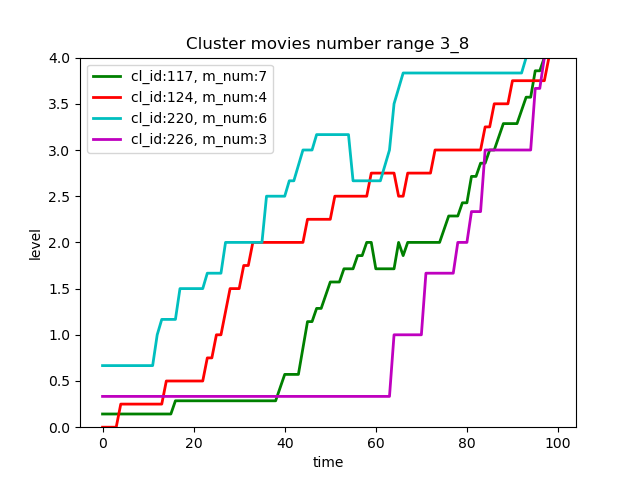 Cluster movies number range 3_8
cl_id:117, m_num:7
cl_id:124, m_num:4
cl_id:220, m_num:6
cl_id:226, m_num:3
4.0
3.5
3.0
2.5
2.0
1.5
1.0
0.5
0.0
level
0 20 40 60 80 100
time